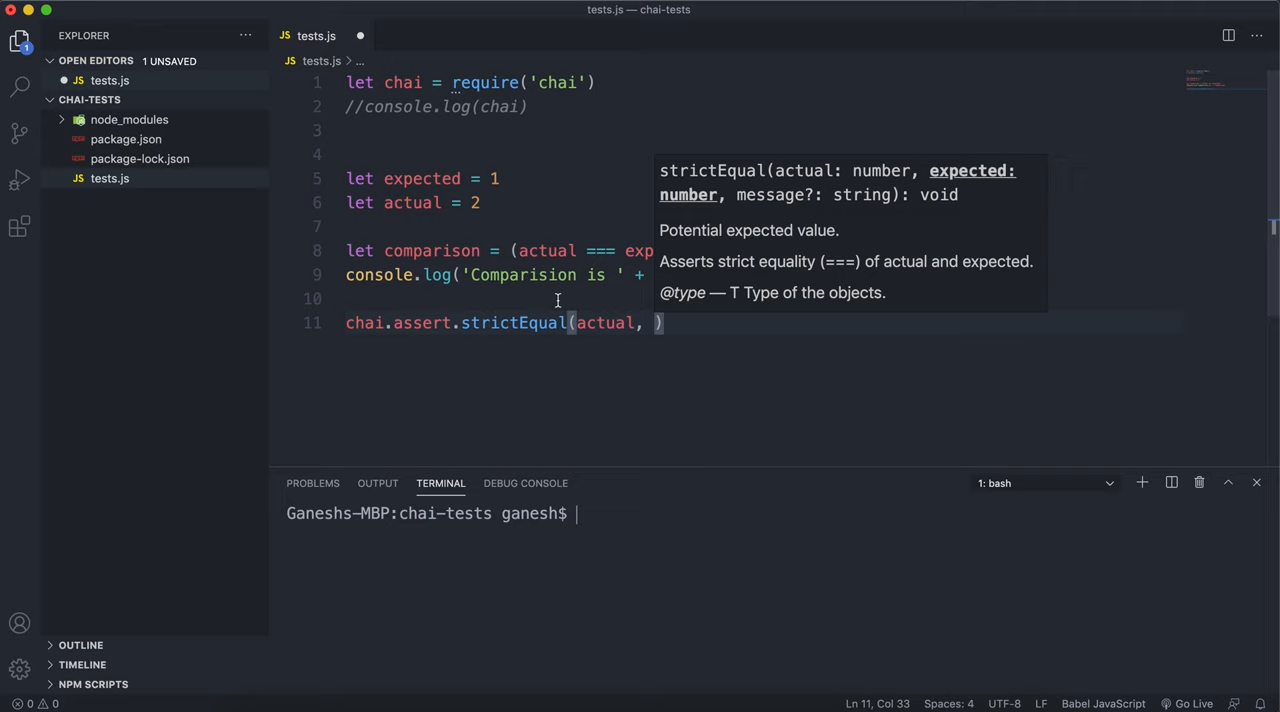 tests.js — chai-tests
EXPLORER
JS tests.js
OPEN EDITORS 1 UNSAVED
JS tests.js
CHAI-TESTS
node_modules
package.json
package-lock.json
JS tests.js
OUTLINE
TIMELINE
NPM SCRIPTS
1
JS tests.js > ...
1 let chai = require('chai')
2 //console.log(chai)
3
4
5 let expected = 1
6 let actual = 2
7
8 let comparison = (actual === exp
9 console.log('Comparision is ' +
10
11 chai.assert.strictEqual(actual, )
strictEqual(actual: number, expected:
number, message?: string): void
Potential expected value.
Asserts strict equality (===) of actual and expected.
@type — T Type of the objects.
PROBLEMS OUTPUT TERMINAL DEBUG CONSOLE 1: bash
Ganeshs-MBP:chai-tests ganesh$
0 0 Ln 11, Col 33 Spaces: 4 UTF-8 LF Babel JavaScript Go Live